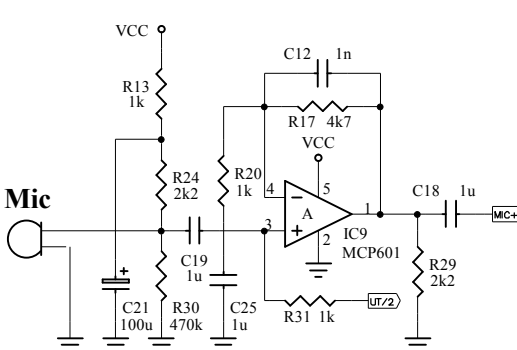 VCC
C12 1n
R13
1k
R17 4k7
VCC
R24
2k2
R20
1k
4
5
Mic
A
1
C18 1u
MIC+
3
2
IC9
MCP601
C19
1u
R29
2k2
C21
100u
R30
470k
C25
1u
R31 1k
UT/2